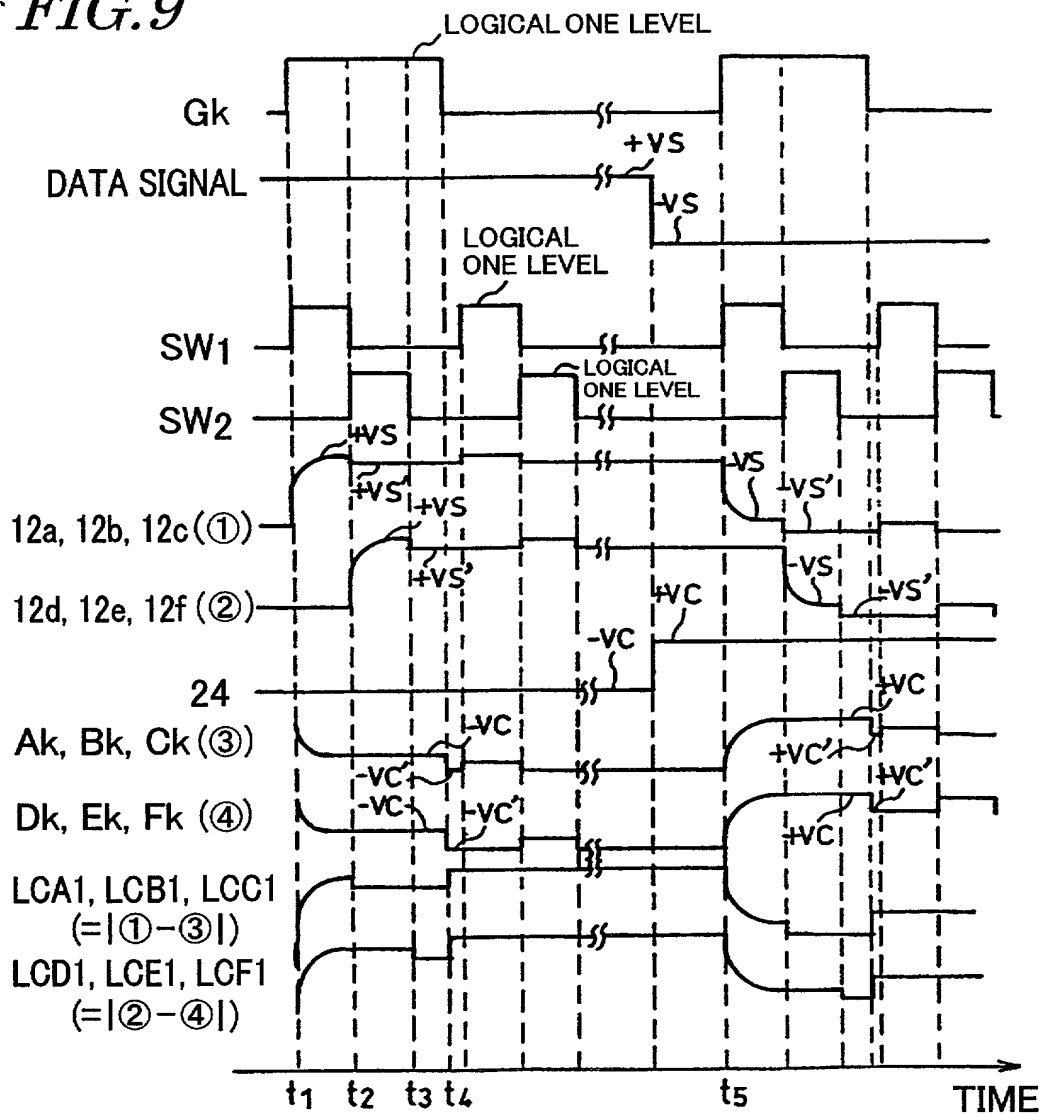 FIG.9
LOGICAL ONE LEVEL
Gk
+VS
DATA SIGNAL
-VS
LOGICAL
ONE LEVEL
SW1
LOGICAL
ONE LEVEL
SW2
+VS
+VS'
-VS
-VS'
12a, 12b, 12c(①)
+VS
+VS'
-VS
-VS'
12d, 12e, 12f(②)
+VC
-VC
24
+VC
-VC
Ak, Bk, Ck(③)
+VC'
-VC'
+VC'
-VC
-VC'
Dk, Ek, Fk (④)
+VC
LCA1, LCB1, LCC1
(=|①-③|)
LCD1, LCE1, LCF1
(=|②-④|)
t1 t2 t3 t4 t5 TIME